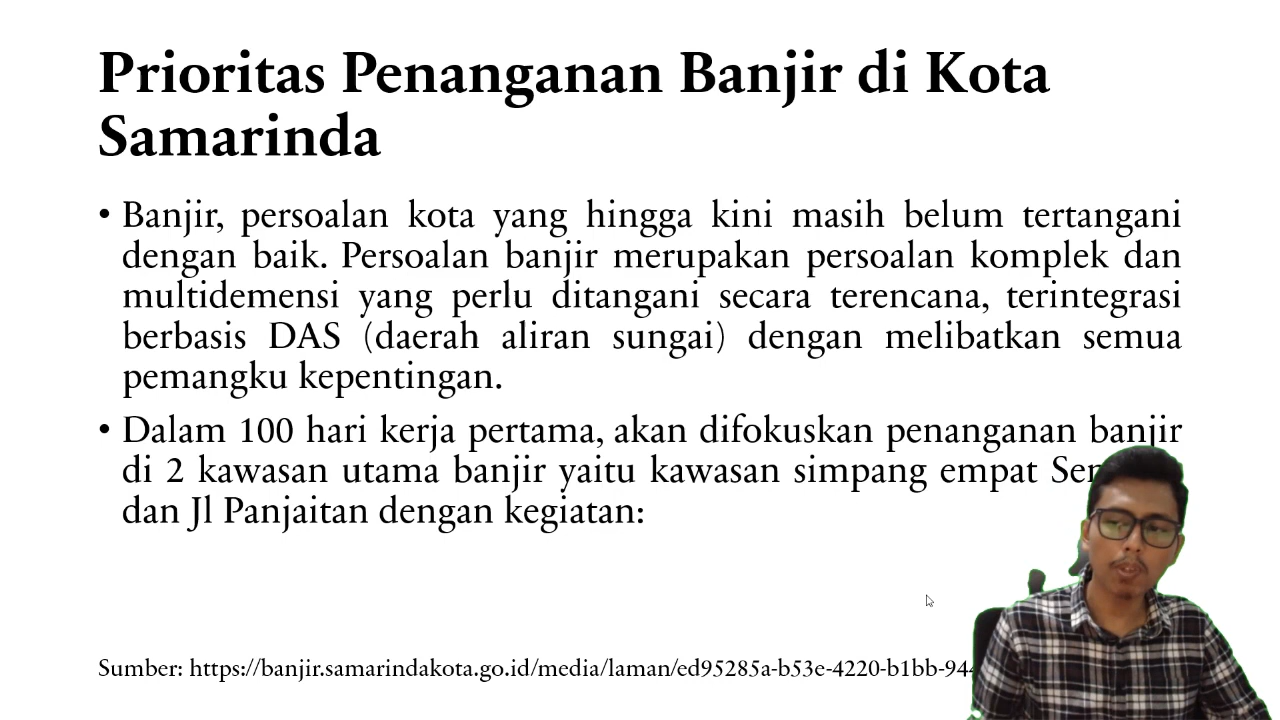 Prioritas Penanganan Banjir di Kota
Samarinda
• Banjir, persoalan kota yang hingga kini masih belum tertangani
dengan baik. Persoalan banjir merupakan persoalan komplek dan
multidemensi yang perlu ditangani secara terencana, terintegrasi
berbasis DAS (daerah aliran sungai) dengan melibatkan semua
pemangku kepentingan.
• Dalam 100 hari kerja pertama, akan difokuskan penanganan banjir
di 2 kawasan utama banjir yaitu kawasan simpang empat
dan Jl Panjaitan dengan kegiatan:
Sumber: https://banjir.samarindakota.go.id/media/laman/ed95285a-b53e-4220-b1bb-94